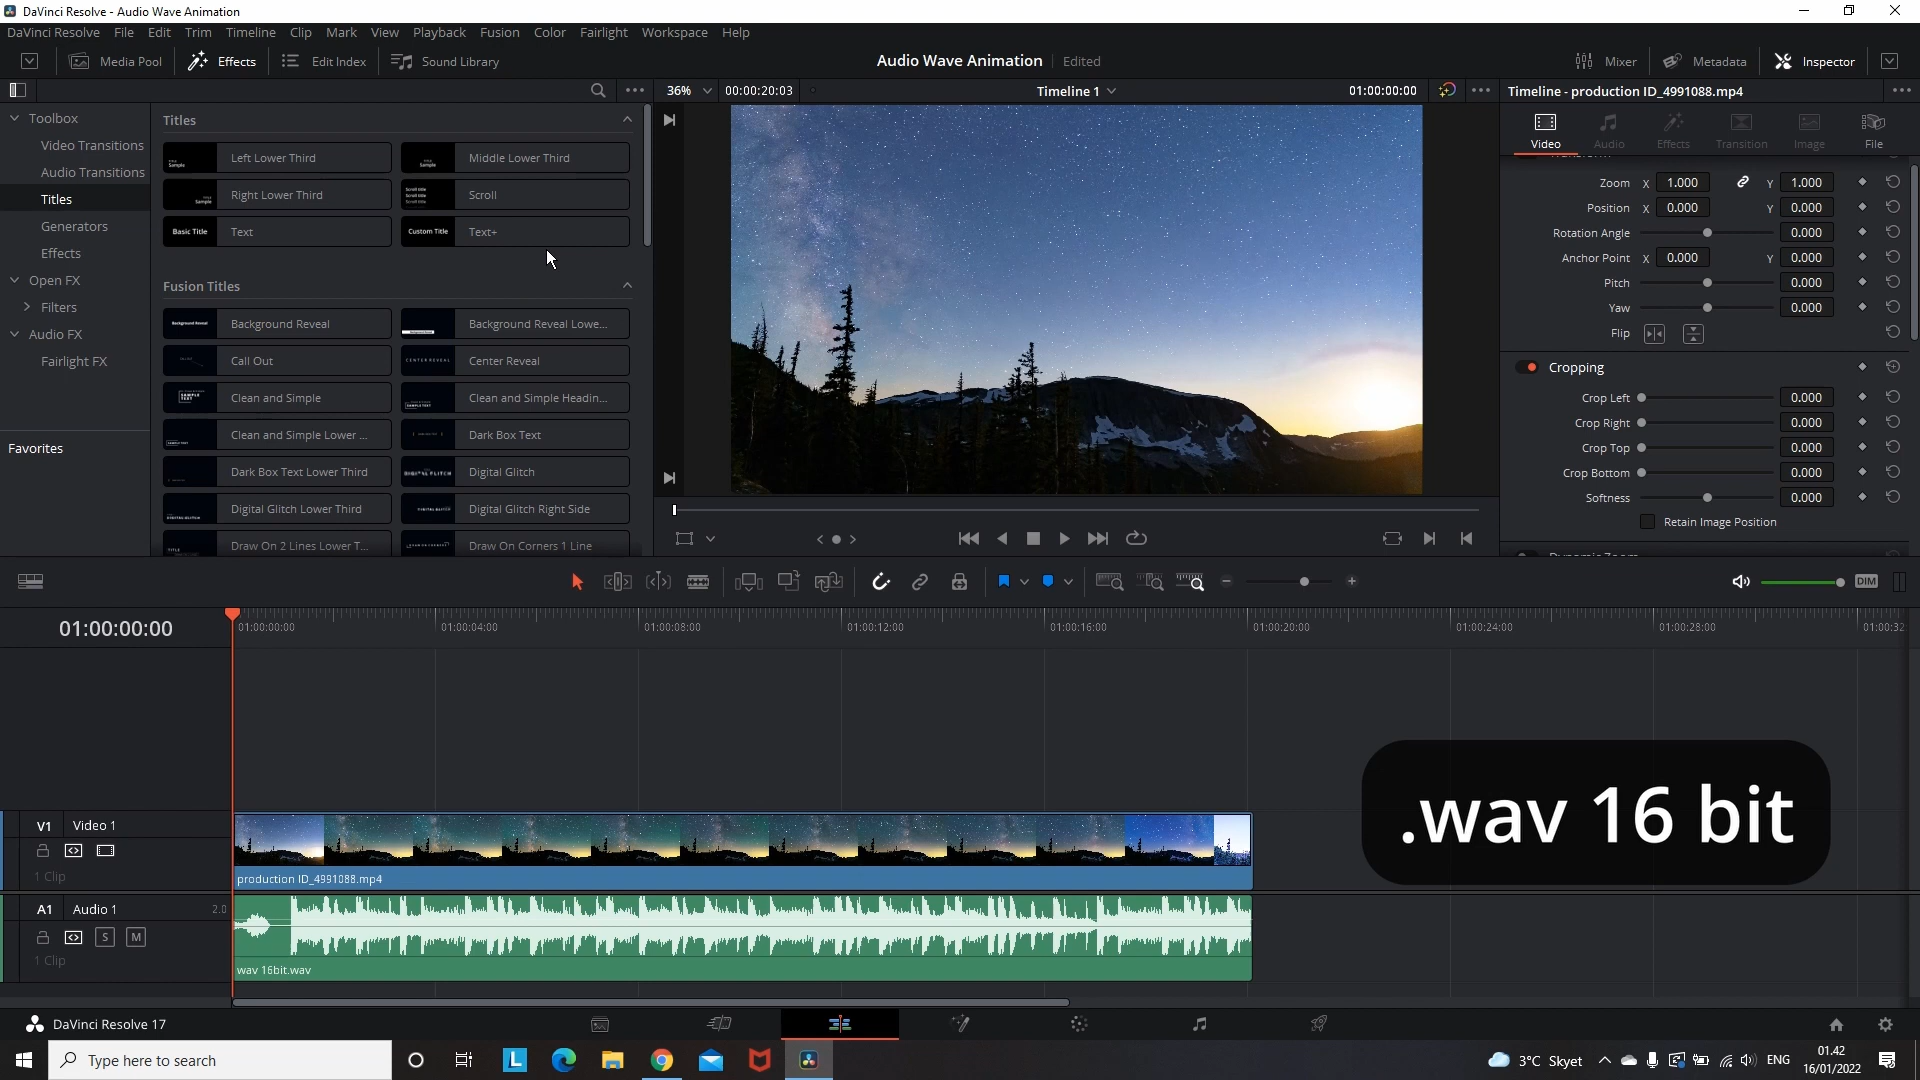 DaVinci Resolve - Audio Wave Animation
DaVinci Resolve File Edit Trim Timeline Clip Mark View Playback Fusion Color Fairlight Workspace Help
Media Pool Effects Edit Index Sound Library Audio Wave Animation Edited Mixer Metadata Inspector
36% 00:00:20:03 Timeline 1 01:00:00:00 Timeline - production ID_4991088.mp4
Toolbox
Video Transitions
Audio Transitions
Titles
Generators
Effects
Open FX
Filters
Audio FX
Fairlight FX
Favorites
Titles
Left Lower Third Middle Lower Third
Right Lower Third Scroll
Basic Title Text Custom Title Text+
Fusion Titles
Background Reveal Background Reveal Lowe...
Call Out Center Reveal
Clean and Simple Clean and Simple Headin...
Clean and Simple Lower ... Dark Box Text
Dark Box Text Lower Third Digital Glitch
Digital Glitch Lower Third Digital Glitch Right Side
Draw On 2 Lines Lower T... Draw On Corners 1 Line
Video Audio Effects Transition Image File
Transform
Zoom X 1.000 Y 1.000
Position X 0.000 Y 0.000
Rotation Angle 0.000
Anchor Point X 0.000 Y 0.000
Pitch 0.000
Yaw 0.000
Flip
Cropping
Crop Left 0.000
Crop Right 0.000
Crop Top 0.000
Crop Bottom 0.000
Softness 0.000
Retain Image Position
Dynamic Zoom
DIM
01:00:00:00
01:00:00:00 01:00:04:00 01:00:08:00 01:00:12:00 01:00:16:00 01:00:20:00 01:00:24:00 01:00:28:00 01:00:32
.wav 16 bit
V1 Video 1
1 Clip
production ID_4991088.mp4
A1 Audio 1 2.0
S M
1 Clip
wav 16bit.wav
DaVinci Resolve 17
Type here to search
L
3°C Skyet ENG
01.42
16/01/2022